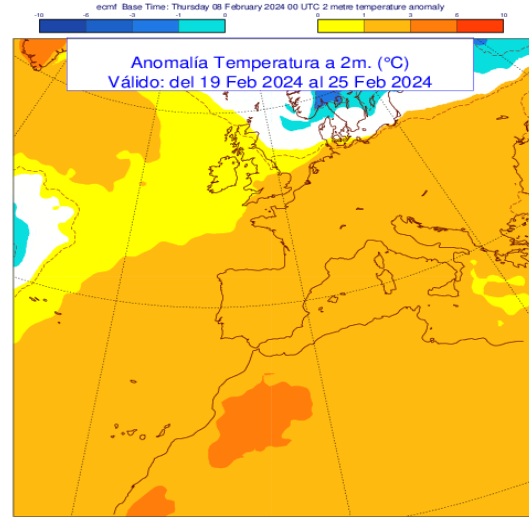 ecmf Base Time: Thursday 08 February 2024 00 UTC 2 metre temperature anomaly
-10 -6 -3 -1 0 0 1 3 6 10
Anomalía Temperatura a 2m. (°C)
Válido: del 19 Feb 2024 al 25 Feb 2024